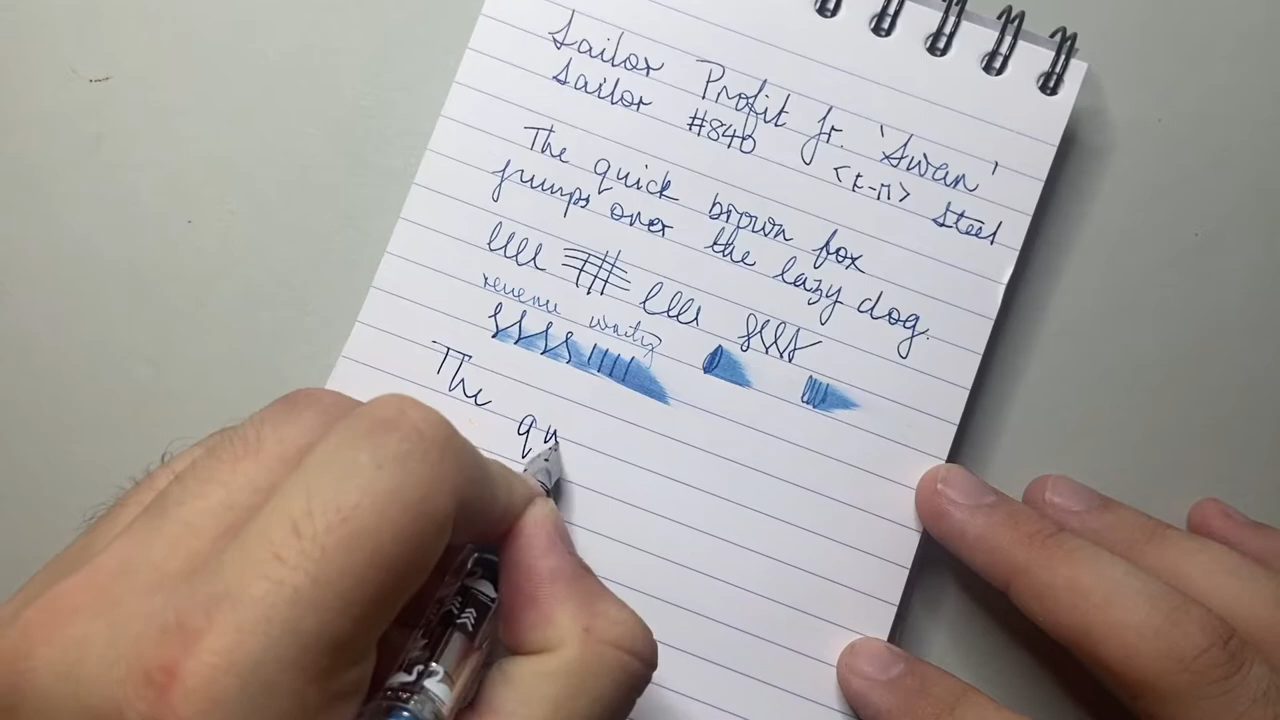 Sailor Profit Jr. 'Swan'
<F-M> Steel
Sailor #840
The quick brown fox
jumps over the lazy dog.
reverse writing
The qu